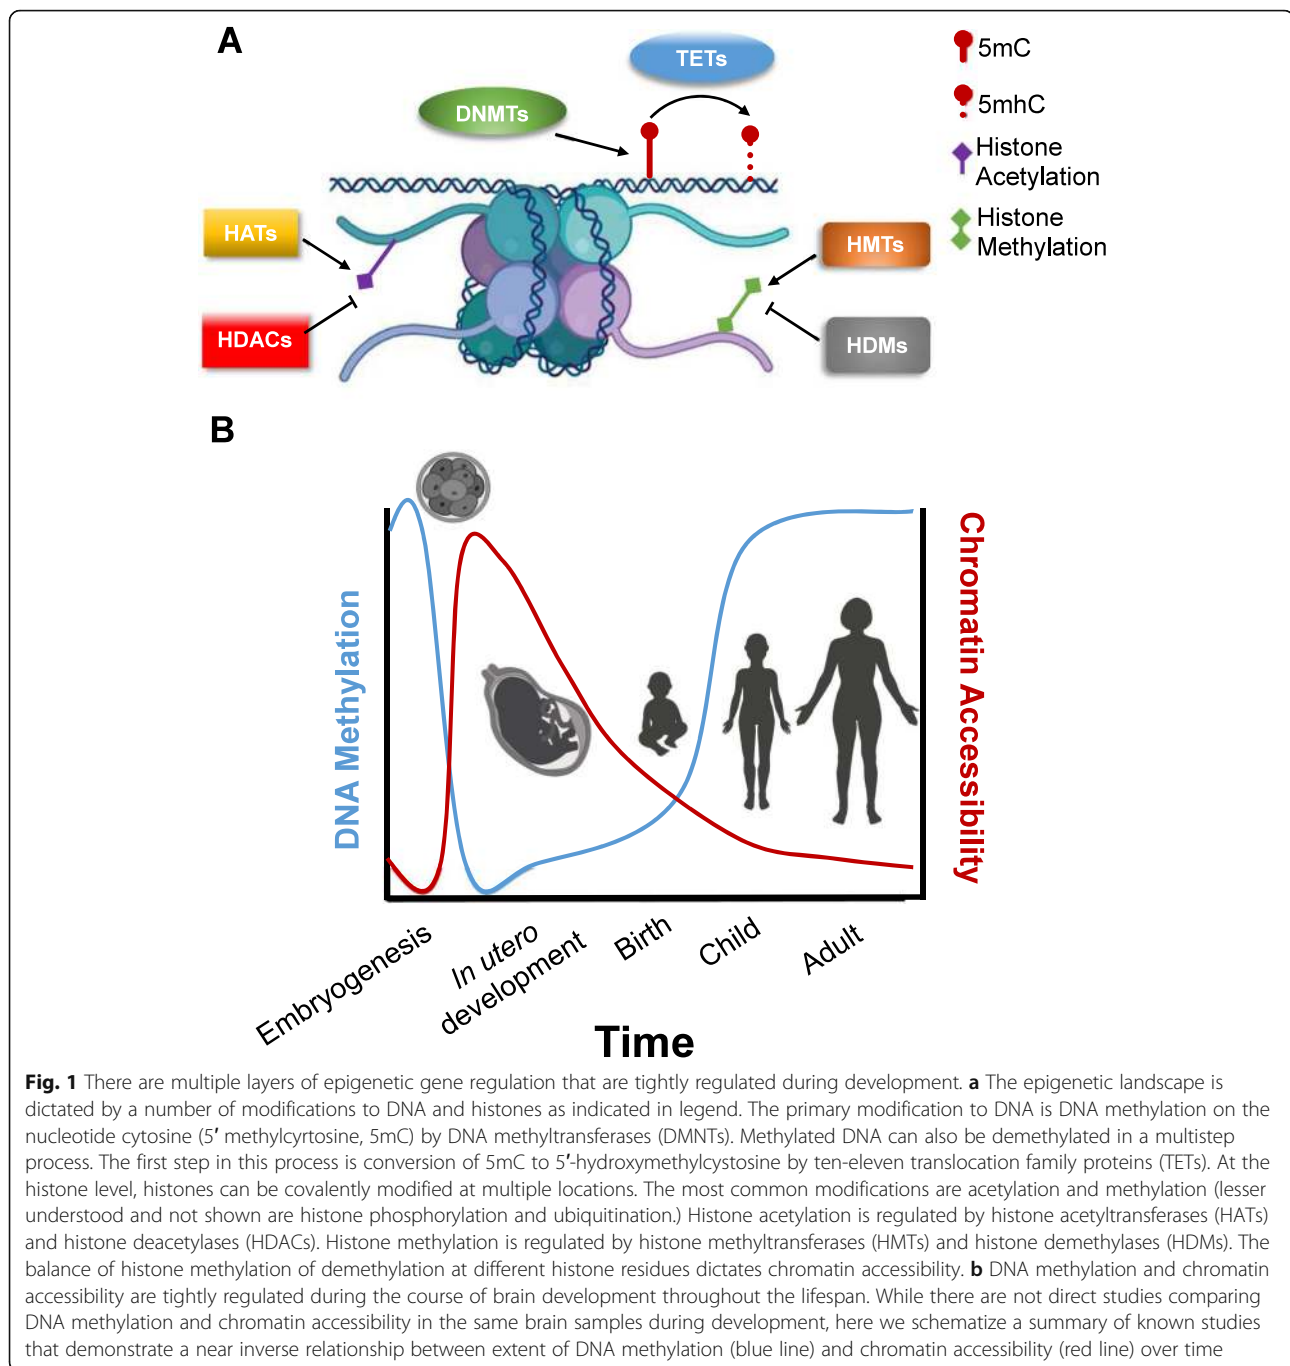 A
TETs
DNMTs
5mC
5mhC
Histone
Acetylation
Histone
Methylation
HATs
HDACs
HMTs
HDMs
B
DNA Methylation
Chromatin Accessibility
Embryogenesis
In utero
development
Birth
Child
Adult
Time
Fig. 1 There are multiple layers of epigenetic gene regulation that are tightly regulated during development. a The epigenetic landscape is
dictated by a number of modifications to DNA and histones as indicated in legend. The primary modification to DNA is DNA methylation on the
nucleotide cytosine (5′ methylcyrtosine, 5mC) by DNA methyltransferases (DMNTs). Methylated DNA can also be demethylated in a multistep
process. The first step in this process is conversion of 5mC to 5′-hydroxymethylcystosine by ten-eleven translocation family proteins (TETs). At the
histone level, histones can be covalently modified at multiple locations. The most common modifications are acetylation and methylation (lesser
understood and not shown are histone phosphorylation and ubiquitination.) Histone acetylation is regulated by histone acetyltransferases (HATs)
and histone deacetylases (HDACs). Histone methylation is regulated by histone methyltransferases (HMTs) and histone demethylases (HDMs). The
balance of histone methylation of demethylation at different histone residues dictates chromatin accessibility. b DNA methylation and chromatin
accessibility are tightly regulated during the course of brain development throughout the lifespan. While there are not direct studies comparing
DNA methylation and chromatin accessibility in the same brain samples during development, here we schematize a summary of known studies
that demonstrate a near inverse relationship between extent of DNA methylation (blue line) and chromatin accessibility (red line) over time